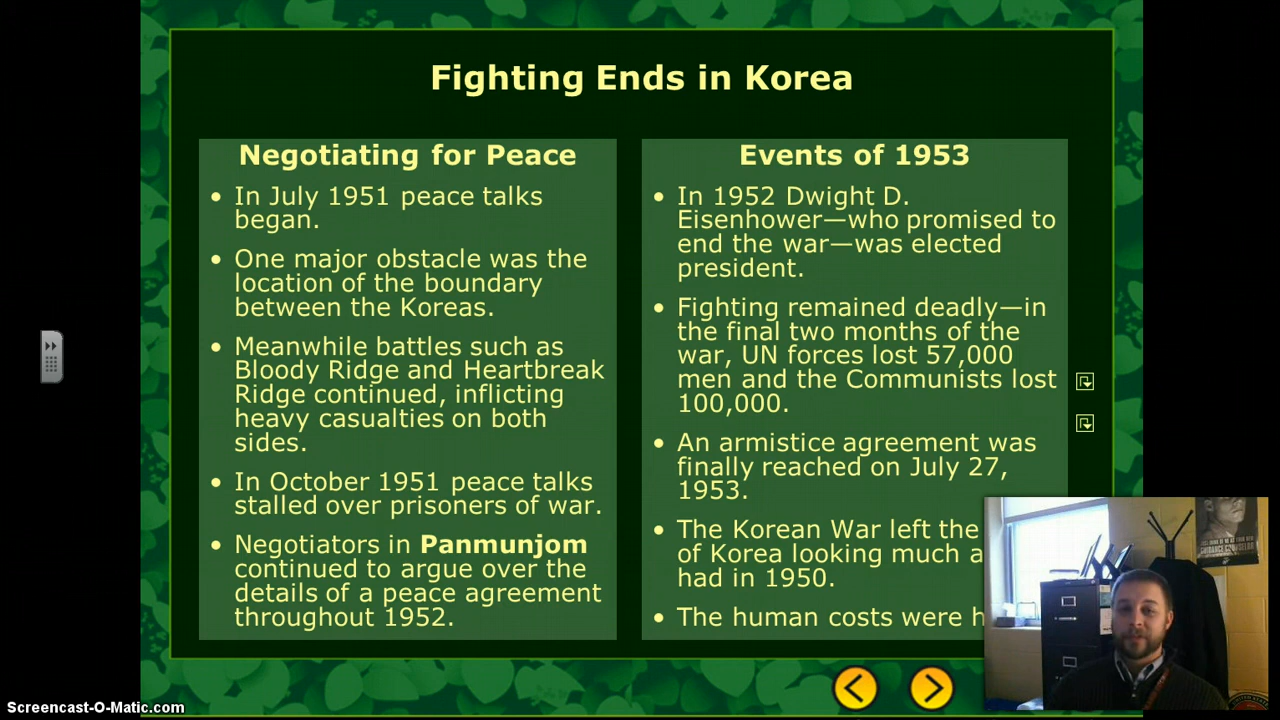 Fighting Ends in Korea
Negotiating for Peace
• In July 1951 peace talks
began.
• One major obstacle was the
location of the boundary
between the Koreas.
• Meanwhile battles such as
Bloody Ridge and Heartbreak
Ridge continued, inflicting
heavy casualties on both
sides.
• In October 1951 peace talks
stalled over prisoners of war.
• Negotiators in Panmunjom
continued to argue over the
details of a peace agreement
throughout 1952.
Events of 1953
• In 1952 Dwight D.
Eisenhower—who promised to
end the war—was elected
president.
• Fighting remained deadly—in
the final two months of the
war, UN forces lost 57,000
men and the Communists lost
100,000.
• An armistice agreement was
finally reached on July 27,
1953.
• The Korean War left the
of Korea looking much a
had in 1950.
• The human costs were h
GUIDANCE COUNSELOR
Screencast-O-Matic.com